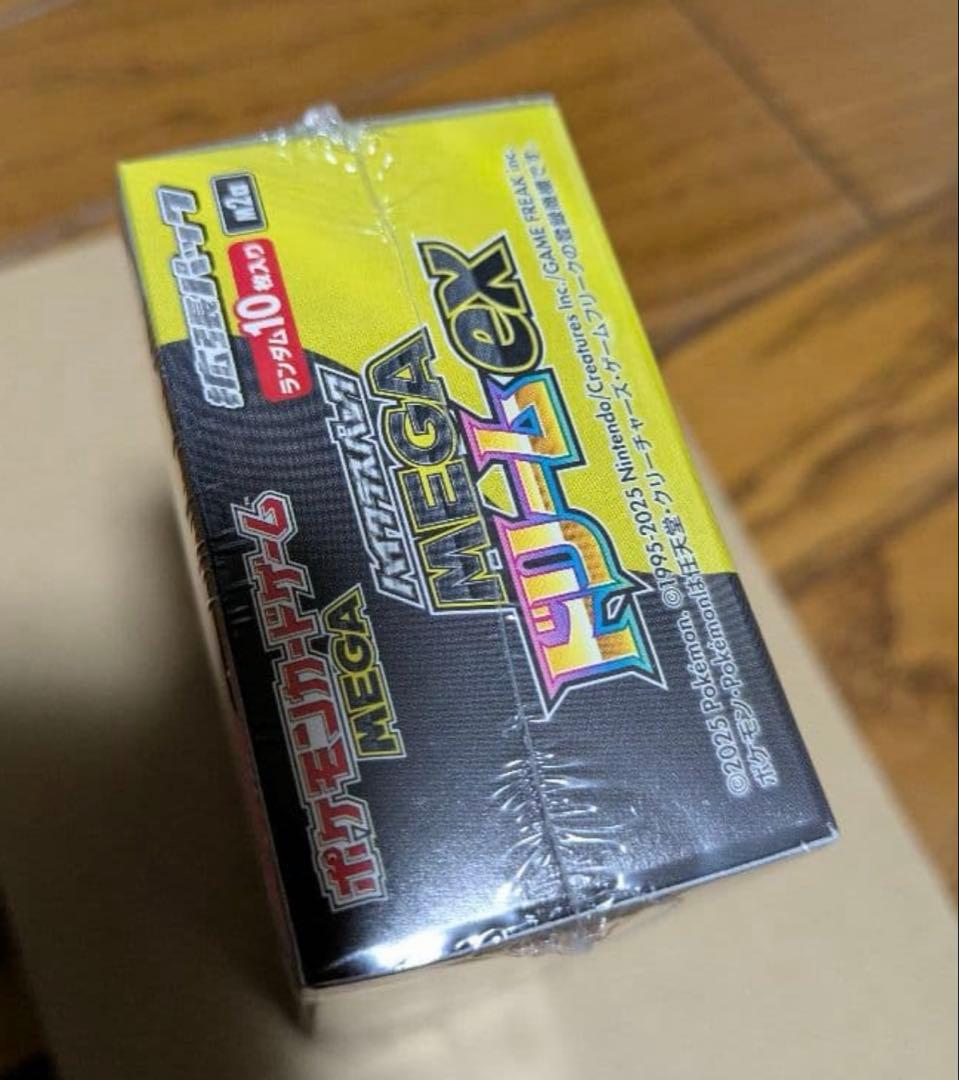 ポケモンカードゲーム
MEGA
拡張パック
m2a
ランダム10枚入り
ハイクラスパック
MEGA
ドリームex
©2025 Pokémon. ©1995-2025 Nintendo/Creatures Inc./GAME FREAK inc.
ポケモン・Pokémonは任天堂・クリーチャーズ・ゲームフリークの登録商標です。